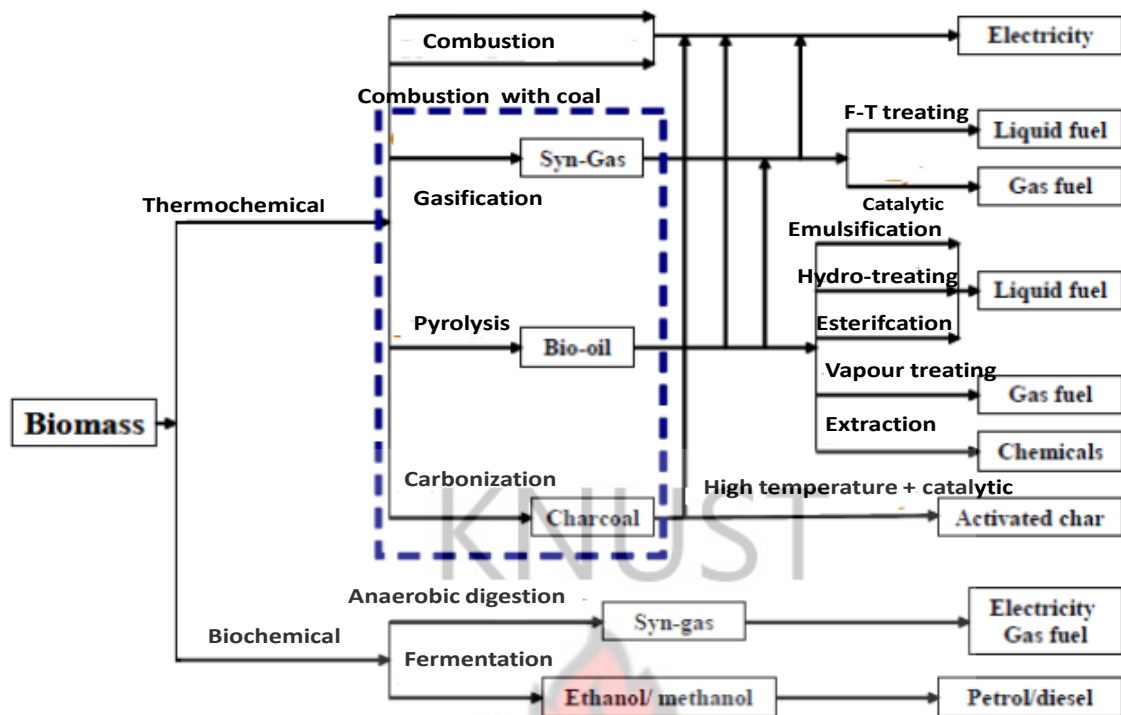 Combustion
Electricity
Combustion with coal
F-T treating
Liquid fuel
Syn-Gas
Gas fuel
Thermochemical
Gasification
Catalytic
Emulsification
Hydro-treating
Liquid fuel
Pyrolysis
Esterifcation
Bio-oil
Vapour treating
Gas fuel
Biomass
Extraction
Chemicals
Carbonization
High temperature + catalytic
Charcoal
Activated char
KNUST
Anaerobic digestion
Syn-gas
Electricity
Gas fuel
Biochemical
Fermentation
Ethanol/ methanol
Petrol/diesel